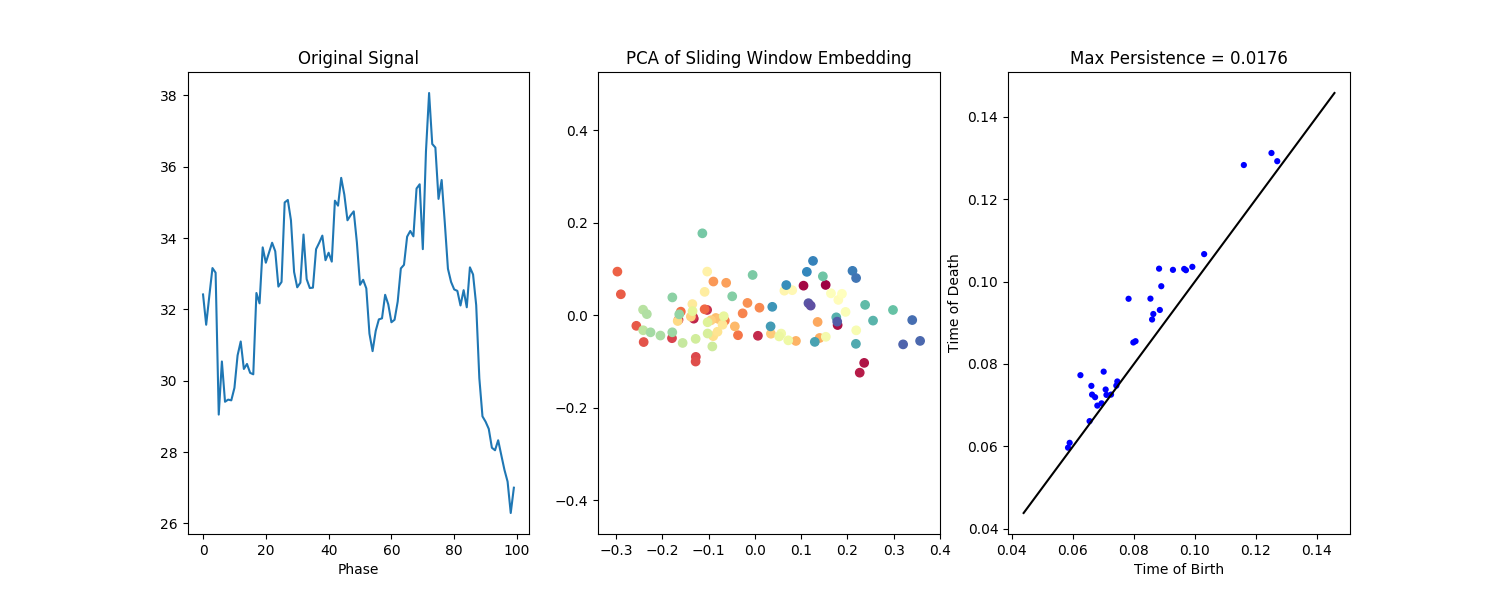 Original Signal
38
36
34
32
30
28
26
0 20 40 60 80 100
Phase
PCA of Sliding Window Embedding
0.4
0.2
0.0
−0.2
−0.4
−0.3 −0.2 −0.1 0.0 0.1 0.2 0.3 0.4
Max Persistence = 0.0176
Time of Death
0.14
0.12
0.10
0.08
0.06
0.04
0.04 0.06 0.08 0.10 0.12 0.14
Time of Birth